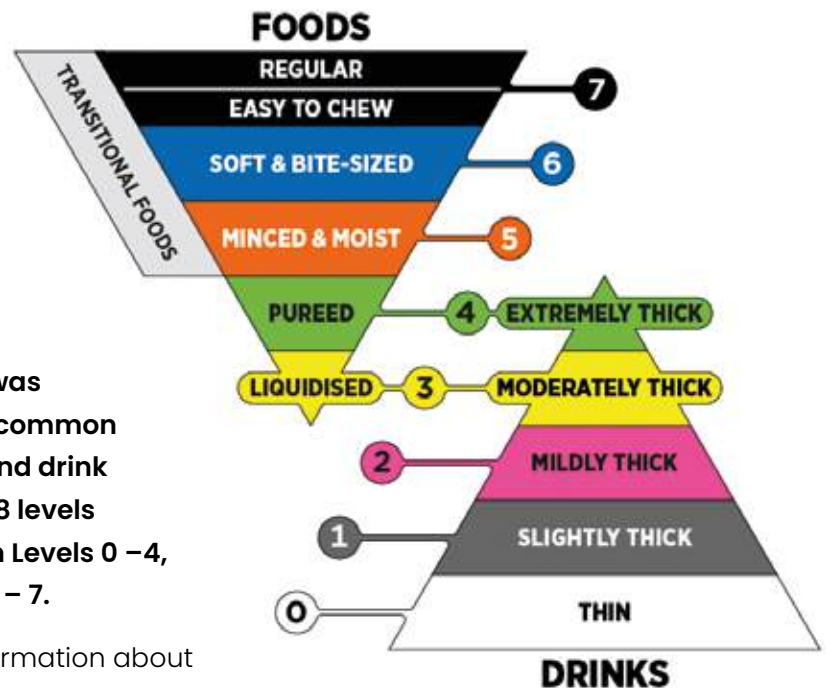 FOODS
REGULAR
7
EASY TO CHEW
TRANSITIONAL FOODS
SOFT & BITE-SIZED
6
MINCED & MOIST
5
PUREED
4
EXTREMELY THICK
LIQUIDISED
3
MODERATELY THICK
2
MILDLY THICK
1
SLIGHTLY THICK
0
THIN
DRINKS
was
common
nd drink
8 levels
Levels 0 –4,
– 7.
rmation about